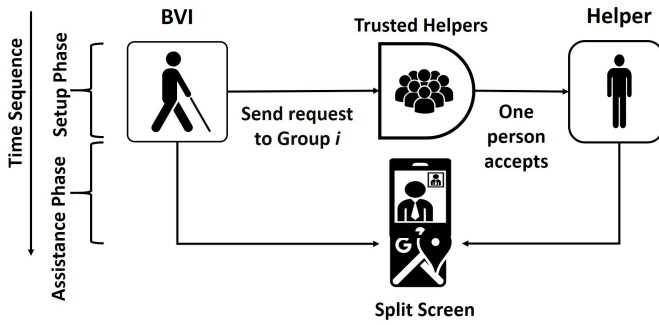 BVI
Trusted Helpers
Helper
Time Sequence
Setup Phase
Send request
to Group i
One
person
accepts
Assistance Phase
G
Split Screen